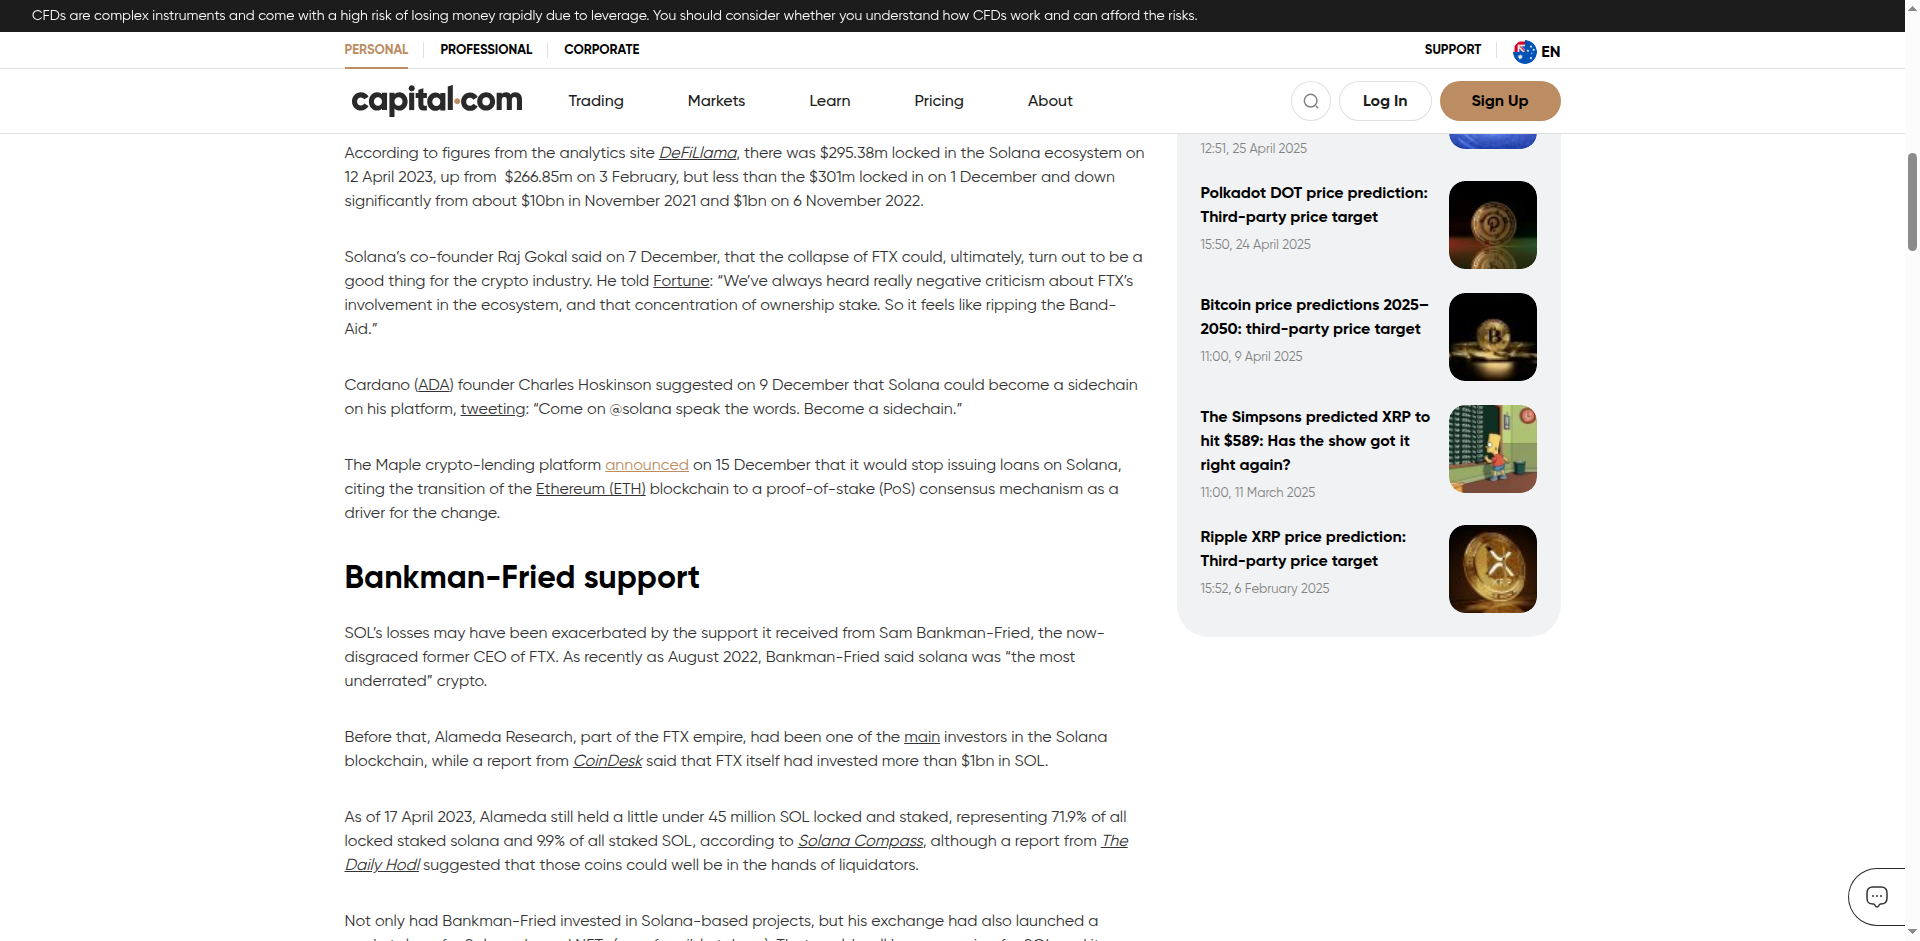 CFDs are complex instruments and come with a high risk of losing money rapidly due to leverage. You should consider whether you understand how CFDs work and can afford the risks.
PERSONAL
PROFESSIONAL
CORPORATE
SUPPORT
EN
capital.com
Trading
Markets
Learn
Pricing
About
Log In
Sign Up
According to figures from the analytics site DeFiLlama, there was $295.38m locked in the Solana ecosystem on
12 April 2023, up from $266.85m on 3 February, but less than the $301m locked in on 1 December and down
significantly from about $10bn in November 2021 and $1bn on 6 November 2022.
Solana’s co-founder Raj Gokal said on 7 December, that the collapse of FTX could, ultimately, turn out to be a
good thing for the crypto industry. He told Fortune: “We’ve always heard really negative criticism about FTX’s
involvement in the ecosystem, and that concentration of ownership stake. So it feels like ripping the Band-
Aid.”
Cardano (ADA) founder Charles Hoskinson suggested on 9 December that Solana could become a sidechain
on his platform, tweeting: “Come on @solana speak the words. Become a sidechain.”
The Maple crypto-lending platform announced on 15 December that it would stop issuing loans on Solana,
citing the transition of the Ethereum (ETH) blockchain to a proof-of-stake (PoS) consensus mechanism as a
driver for the change.
Bankman-Fried support
SOL’s losses may have been exacerbated by the support it received from Sam Bankman-Fried, the now-
disgraced former CEO of FTX. As recently as August 2022, Bankman-Fried said solana was “the most
underrated” crypto.
Before that, Alameda Research, part of the FTX empire, had been one of the main investors in the Solana
blockchain, while a report from CoinDesk said that FTX itself had invested more than $1bn in SOL.
As of 17 April 2023, Alameda still held a little under 45 million SOL locked and staked, representing 71.9% of all
locked staked solana and 9.9% of all staked SOL, according to Solana Compass, although a report from The
Daily Hodl suggested that those coins could well be in the hands of liquidators.
Not only had Bankman-Fried invested in Solana-based projects, but his exchange had also launched a
12:51, 25 April 2025
Polkadot DOT price prediction:
Third-party price target
15:50, 24 April 2025
Bitcoin price predictions 2025–
2050: third-party price target
11:00, 9 April 2025
The Simpsons predicted XRP to
hit $589: Has the show got it
right again?
11:00, 11 March 2025
Ripple XRP price prediction:
Third-party price target
15:52, 6 February 2025